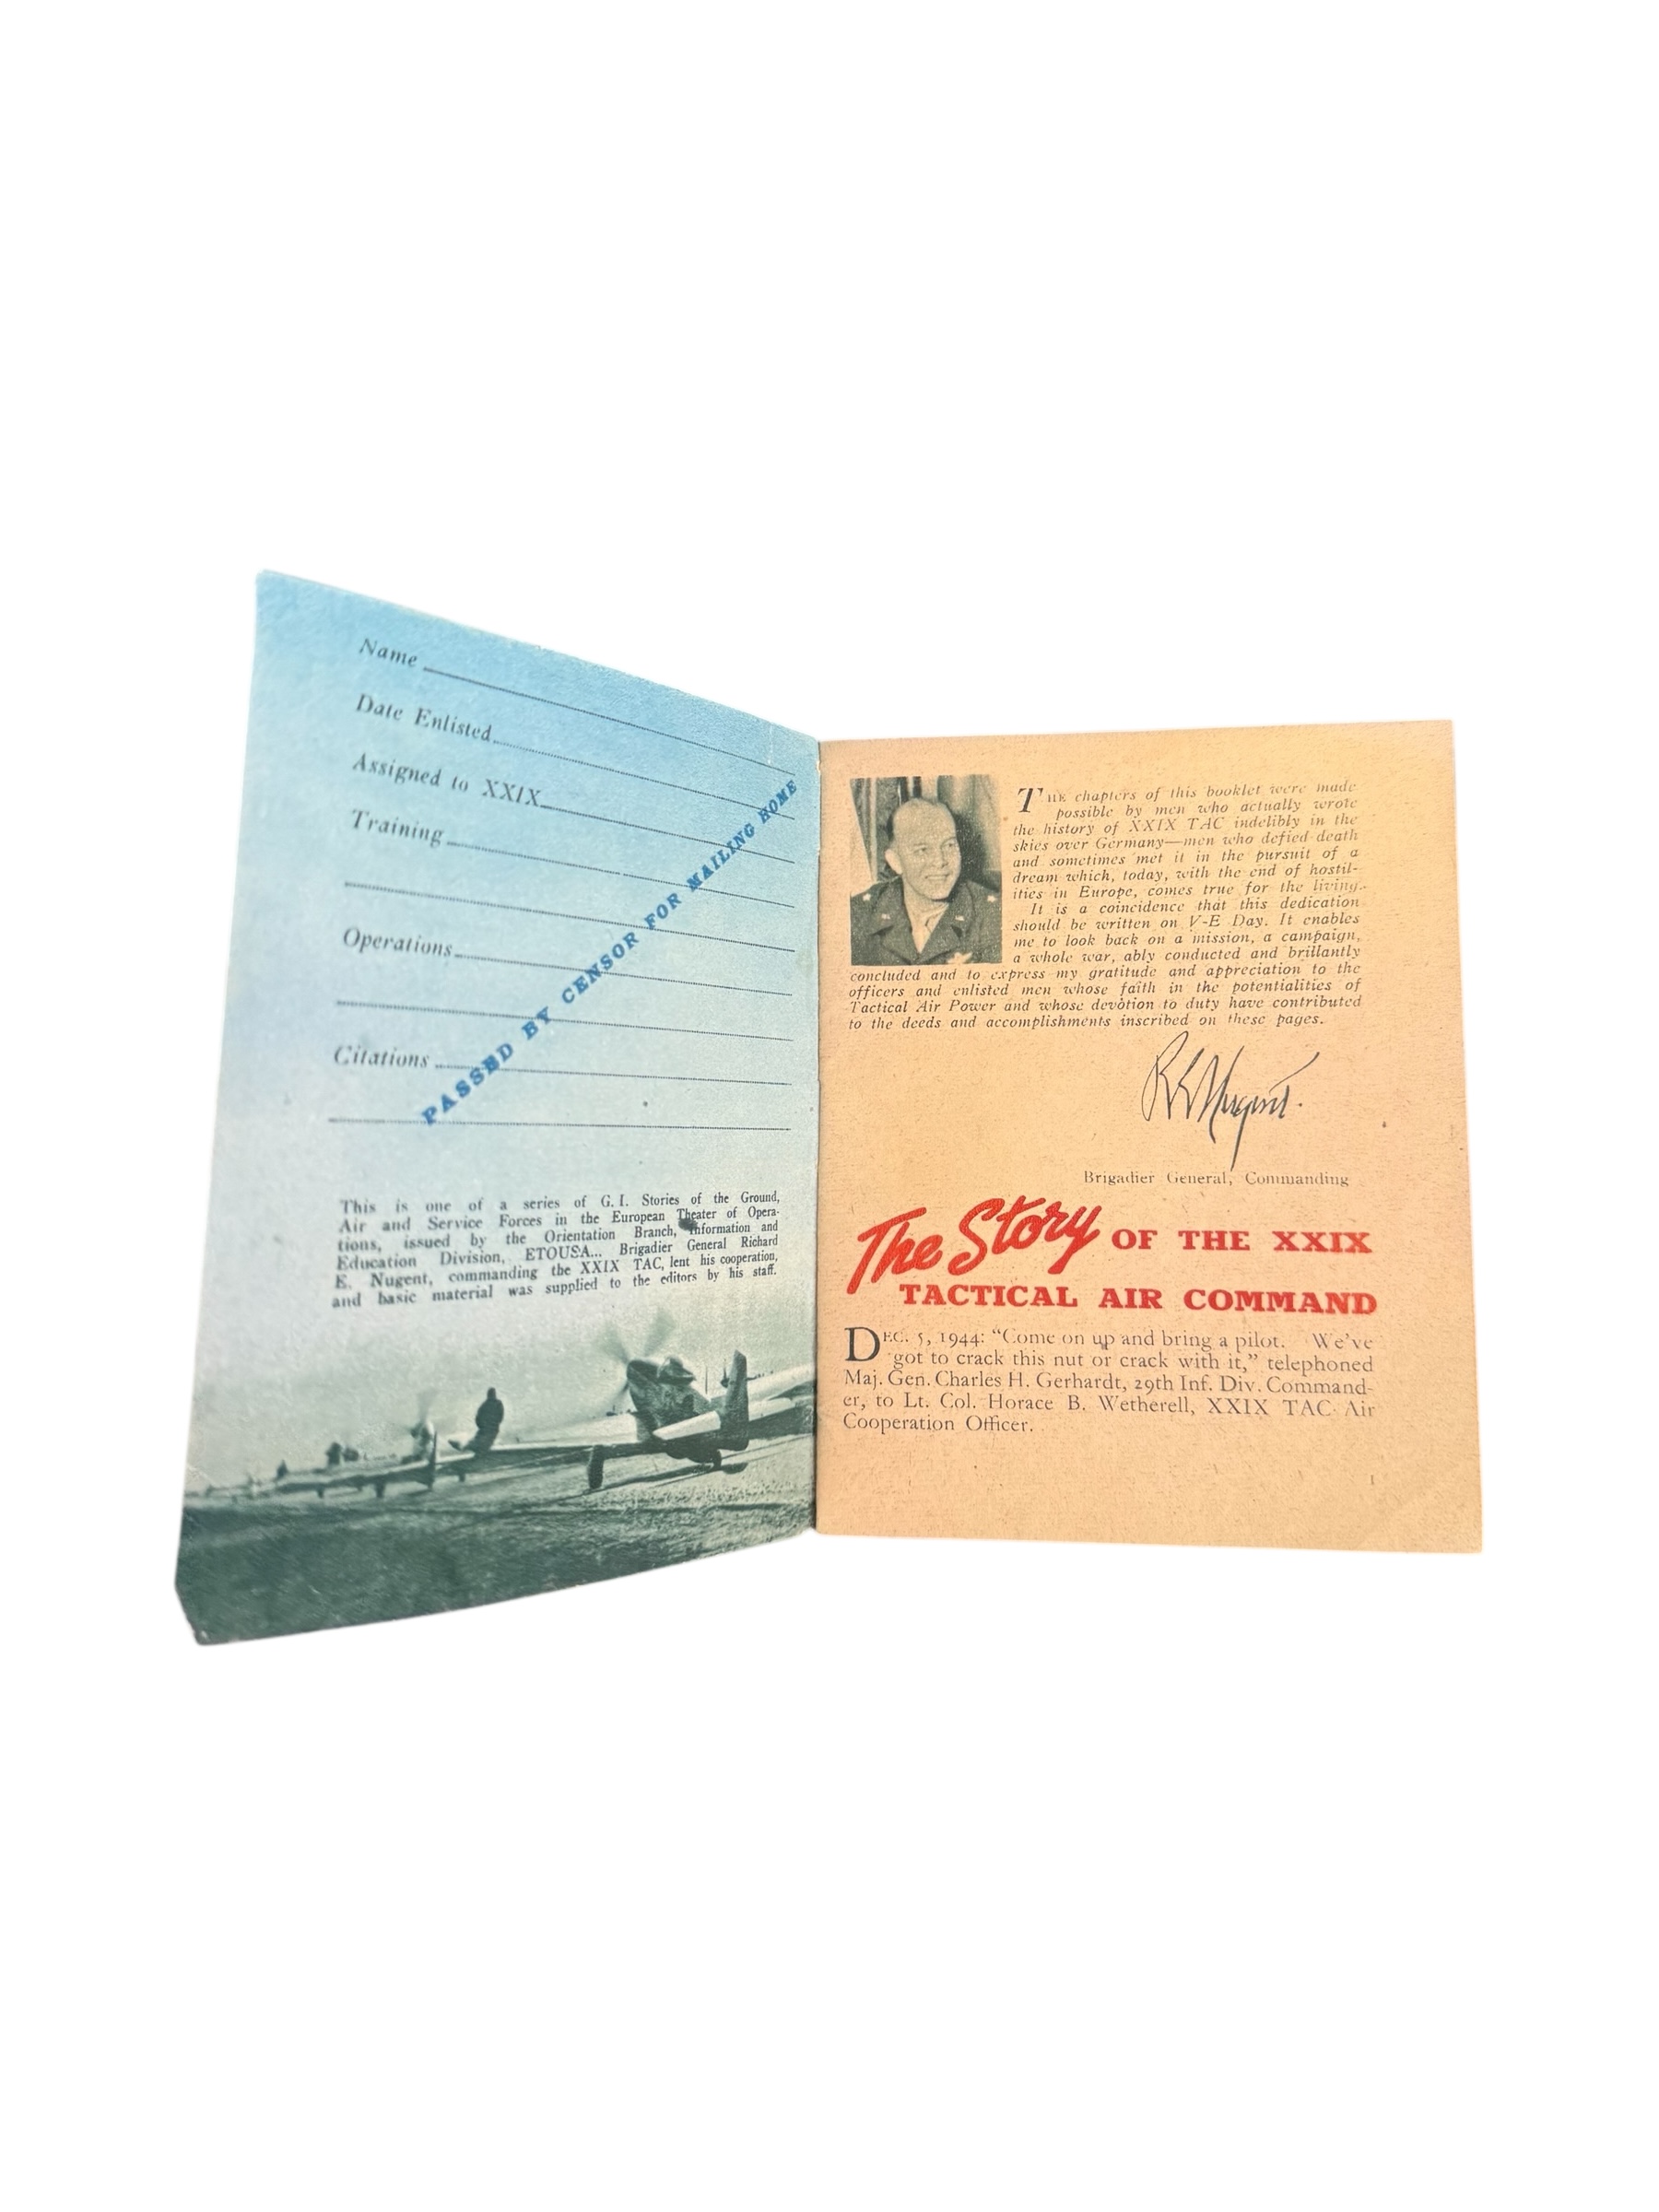 Name
Date Enlisted
Assigned to XXIX
Training
Operations
Citations
PASSED BY CENSOR FOR MAILING HOME
This is one of a series of G.I. Stories of the Ground,
Air and Service Forces in the European Theater of Opera-
tions, issued by the Orientation Branch, Information and
Education Division, ETOUSA... Brigadier General Richard
E. Nugent, commanding the XXIX TAC, lent his cooperation,
and basic material was supplied to the editors by his staff.
THE chapters of this booklet were made
possible by men who actually wrote
the history of XXIX TAC indelibly in the
skies over Germany—men who defied death
and sometimes met it in the pursuit of a
dream which, today, with the end of hostil-
ities in Europe, comes true for the living.
It is a coincidence that this dedication
should be written on V-E Day. It enables
me to look back on a mission, a campaign,
a whole war, ably conducted and brillantly
concluded and to express my gratitude and appreciation to the
officers and enlisted men whose faith in the potentialities of
Tactical Air Power and whose devotion to duty have contributed
to the deeds and accomplishments inscribed on these pages.
R E Nugent.
Brigadier General, Commanding
The Story OF THE XXIX
TACTICAL AIR COMMAND
DEC. 5, 1944: “Come on up and bring a pilot. We’ve
got to crack this nut or crack with it,” telephoned
Maj. Gen. Charles H. Gerhardt, 29th Inf. Div. Command-
er, to Lt. Col. Horace B. Wetherell, XXIX TAC Air
Cooperation Officer.
1